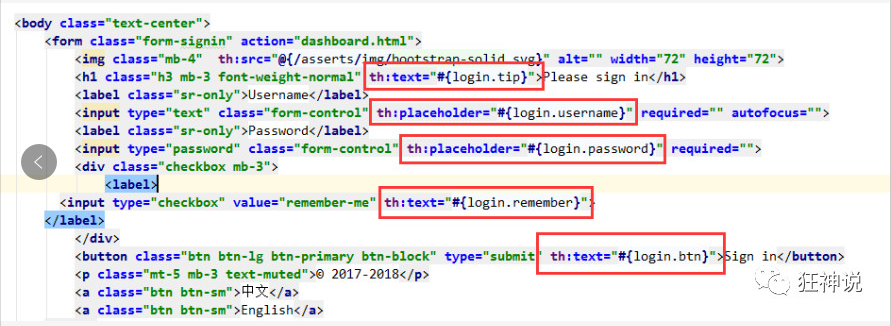 <body class="text-center">
<form class="form-signin" action="dashboard.html">
<img class="mb-4"  th:src="@{/asserts/img/bootstrap-solid.svg}" alt="" width="72" height="72">
<h1 class="h3 mb-3 font-weight-normal" th:text="#{login.tip}">Please sign in</h1>
<label class="sr-only">Username</label>
<input type="text" class="form-control" th:placeholder="#{login.username}" required="" autofocus="">
<label class="sr-only">Password</label>
<input type="password" class="form-control" th:placeholder="#{login.password}" required="">
<div class="checkbox mb-3">
<label>
<input type="checkbox" value="remember-me" th:text="#{login.remember}">
</label>
</div>
<button class="btn btn-lg btn-primary btn-block" type="submit" th:text="#{login.btn}">Sign in</button>
<p class="mt-5 mb-3 text-muted">© 2017-2018</p>
<a class="btn btn-sm">中文</a>
<a class="btn btn-sm">English</a>
狂神说